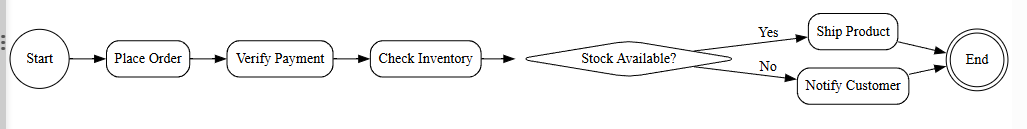 Start
Place Order
Verify Payment
Check Inventory
Stock Available?
Yes
Ship Product
No
Notify Customer
End